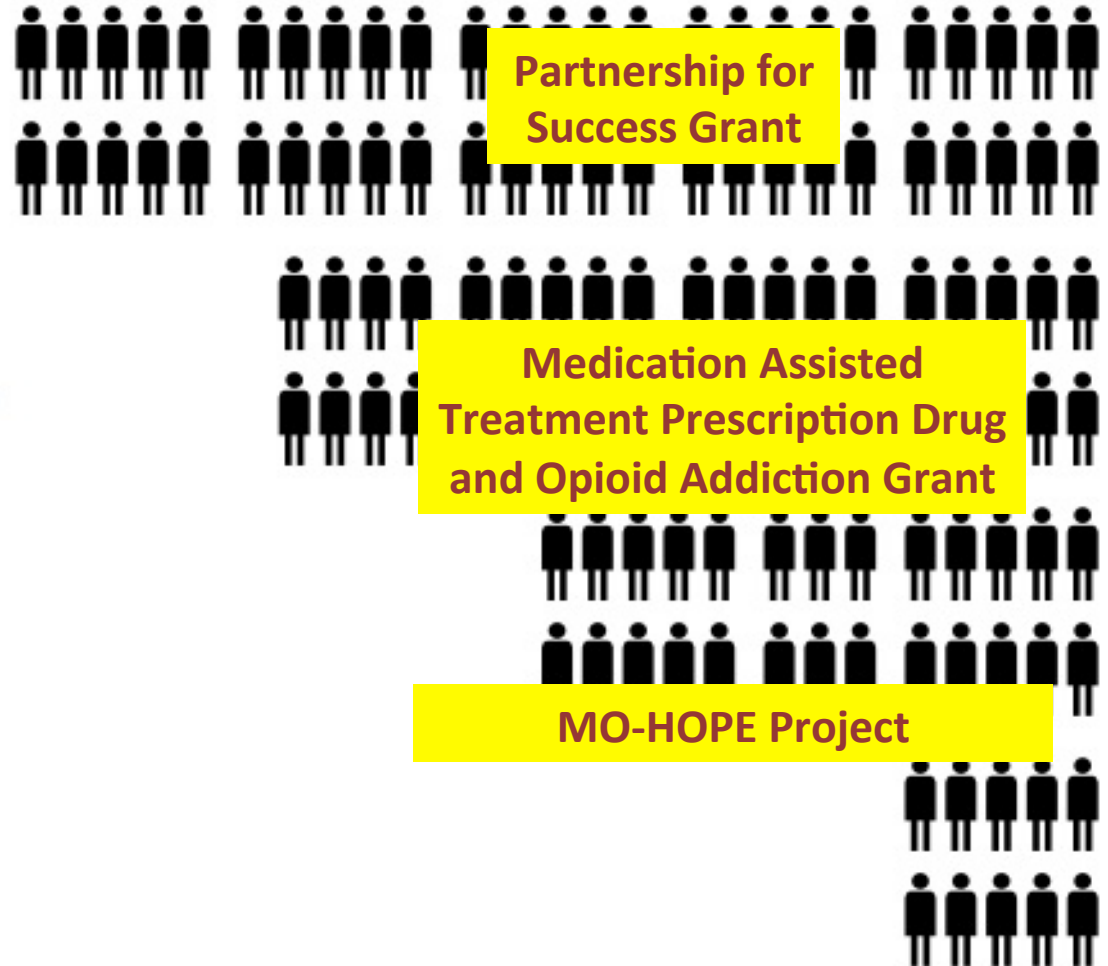 Partnership for
Success Grant
Medication Assisted
Treatment Prescription Drug
and Opioid Addiction Grant
MO-HOPE Project